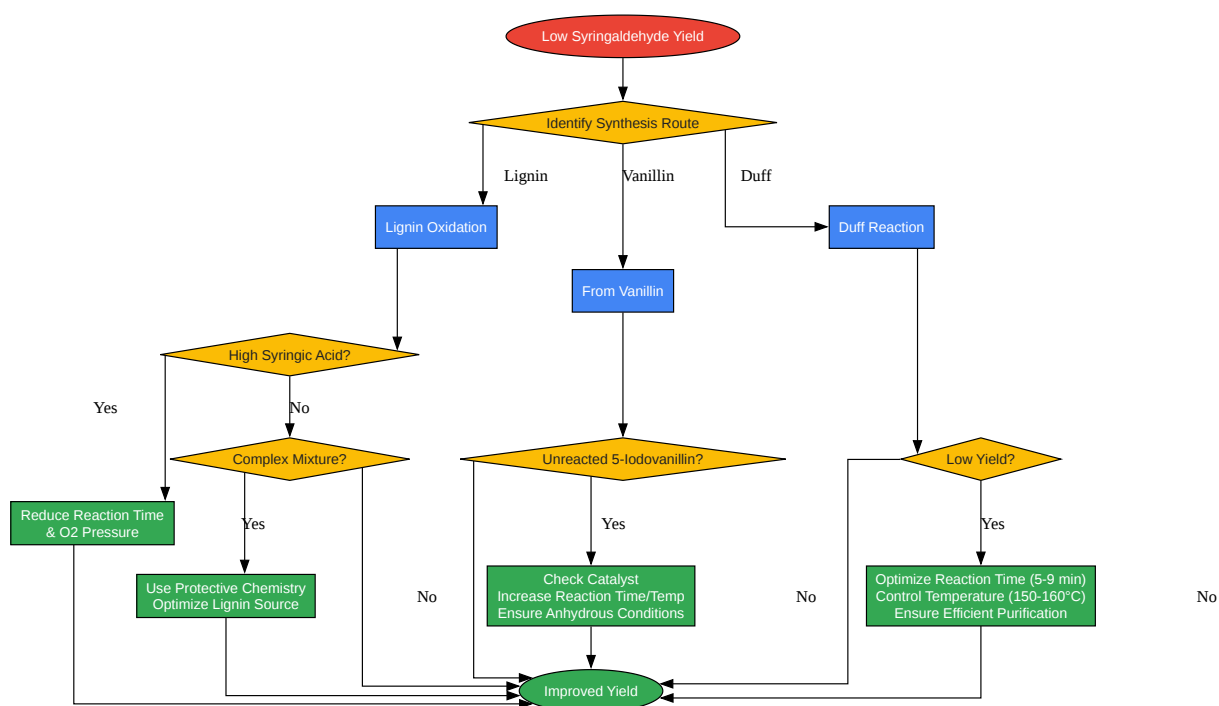 Low Syringaldehyde Yield
Identify Synthesis Route
Lignin
Vanillin
Duff
Lignin Oxidation
Duff Reaction
From Vanillin
High Syringic Acid?
Yes
No
Complex Mixture?
Unreacted 5-Iodovanillin?
Low Yield?
Reduce Reaction Time
& O2 Pressure
Yes
Yes
Yes
Use Protective Chemistry
Optimize Lignin Source
No
Check Catalyst
Increase Reaction Time/Temp
Ensure Anhydrous Conditions
No
Optimize Reaction Time (5-9 min)
Control Temperature (150-160°C)
Ensure Efficient Purification
No
Improved Yield